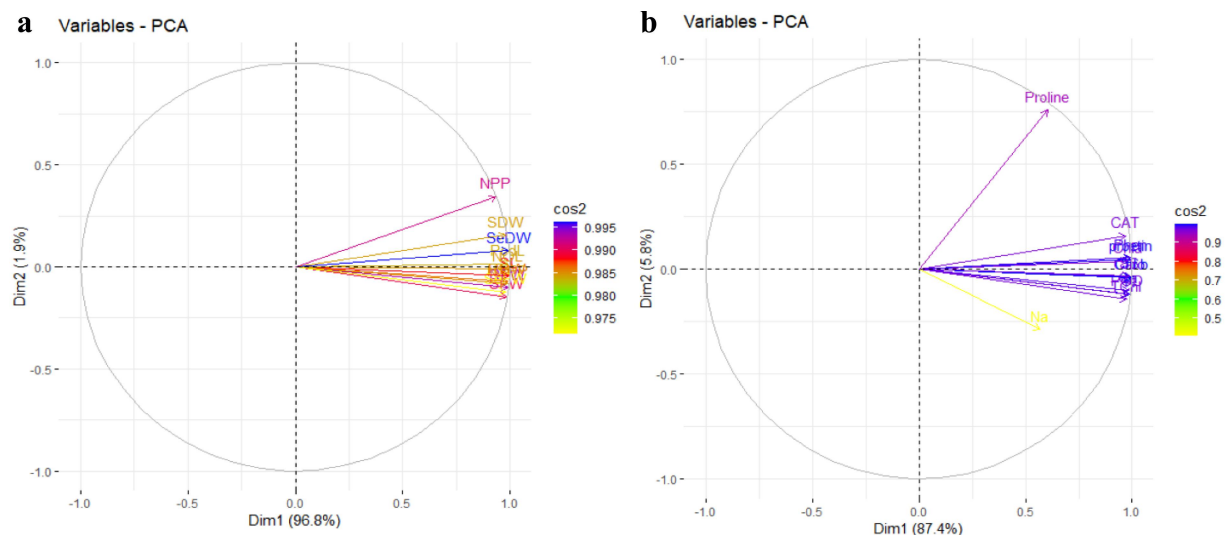 a
Variables - PCA
1.0
0.5
0.0
-0.5
-1.0
Dim2 (1.9%)
-1.0
-0.5
0.0
0.5
1.0
Dim1 (96.8%)
NPP
SDW
SeDW
cos2
0.995
0.990
0.985
0.980
0.975
b
Variables - PCA
1.0
0.5
0.0
-0.5
-1.0
Dim2 (5.8%)
-1.0
-0.5
0.0
0.5
1.0
Dim1 (87.4%)
Proline
CAT
Na
cos2
0.9
0.8
0.7
0.6
0.5